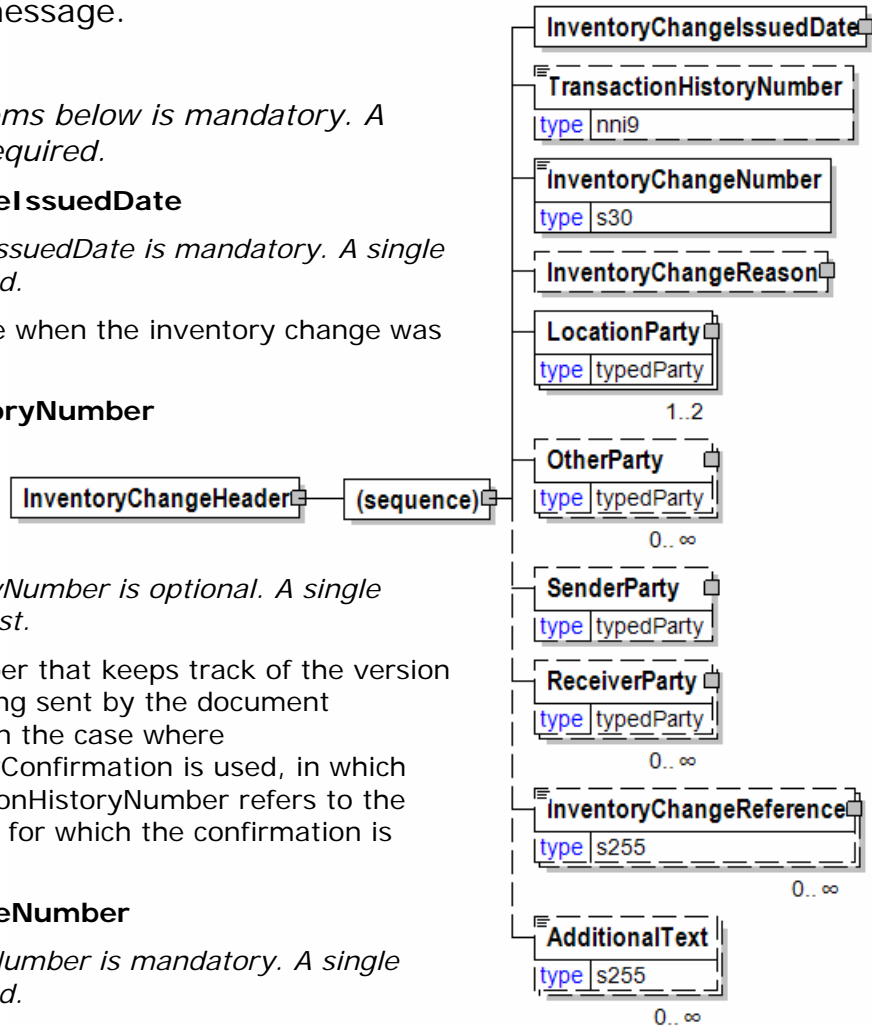 nessage.
ms below is mandatory. A
equired.
eIssuedDate
ssuedDate is mandatory. A single
d.
e when the inventory change was
oryNumber
yNumber is optional. A single
st.
er that keeps track of the version
ng sent by the document
n the case where
Confirmation is used, in which
onHistoryNumber refers to the
for which the confirmation is
eNumber
Number is mandatory. A single
d.
InventoryChangeHeader
(sequence)
InventoryChangeIssuedDate
TransactionHistoryNumber
type nni9
InventoryChangeNumber
type s30
InventoryChangeReason
LocationParty
type typedParty
1..2
OtherParty
type typedParty
0.. ∞
SenderParty
type typedParty
ReceiverParty
type typedParty
0.. ∞
InventoryChangeReference
type s255
0.. ∞
AdditionalText
type s255
0.. ∞